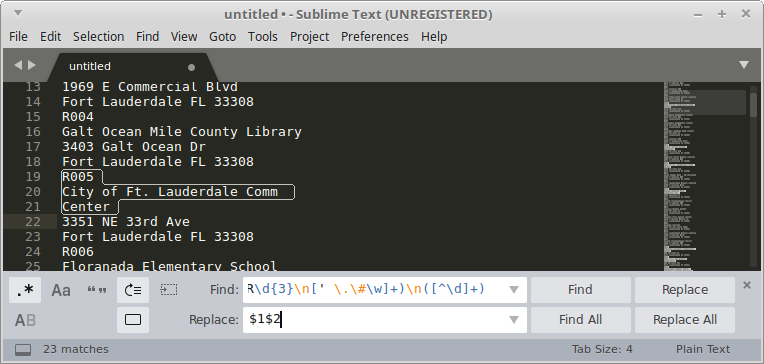 untitled • - Sublime Text (UNREGISTERED)
File Edit Selection Find View Goto Tools Project Preferences Help
untitled
13 1969 E Commercial Blvd
14 Fort Lauderdale FL 33308
15 R004
16 Galt Ocean Mile County Library
17 3403 Galt Ocean Dr
18 Fort Lauderdale FL 33308
19 R005
20 City of Ft. Lauderdale Comm
21 Center
22 3351 NE 33rd Ave
23 Fort Lauderdale FL 33308
24 R006
25 Floranada Elementary School
.* Aa “” Find: R\d{3}\n[' \.\#\w]+)\n([^\d]+) Find Replace
AB Replace: $1$2 Find All Replace All
23 matches Tab Size: 4 Plain Text